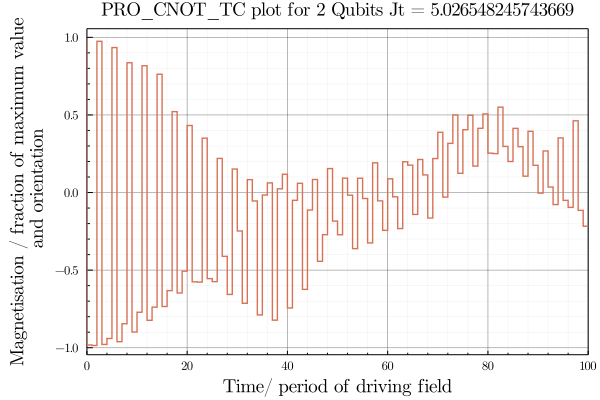 PRO_CNOT_TC plot for 2 Qubits Jt = 5.026548245743669
Magnetisation / fraction of maximum value
and orientation
1.0
0.5
0.0
−0.5
−1.0
0 20 40 60 80 100
Time/ period of driving field